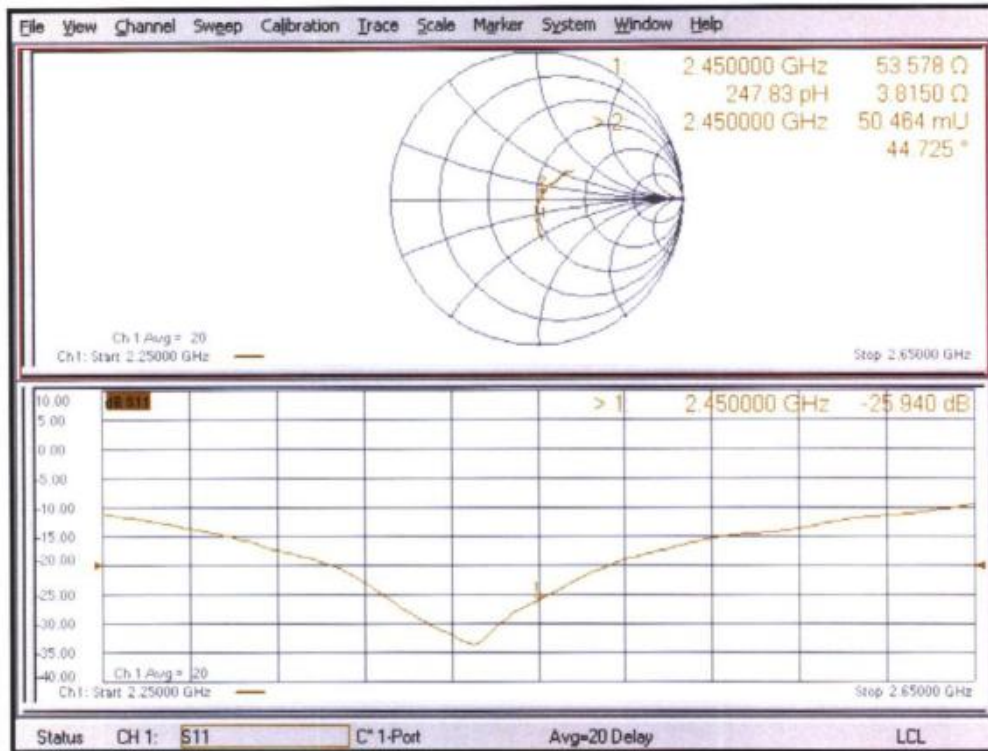 File View Channel Sweep Calibration Trace Scale Marker System Window Help
1 2.450000 GHz 53.578 Ω
247.83 pH 3.8150 Ω
> 2 2.450000 GHz 50.464 mU
44.725 °
Ch 1 Avg = 20
Ch1: Start 2.25000 GHz
Stop 2.65000 GHz
10.00 dB S11
> 1 2.450000 GHz -25.940 dB
5.00
0.00
-5.00
-10.00
-15.00
-20.00
-25.00
1
-30.00
-35.00
-40.00
Ch 1 Avg = 20
Ch1: Start 2.25000 GHz
Stop 2.65000 GHz
Status CH 1: S11 C* 1-Port Avg=20 Delay LCL